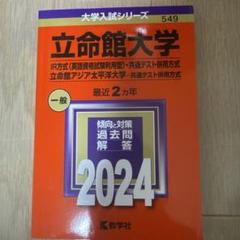 大学入試シリーズ
549
立命館大学
IR方式〈英語資格試験利用型〉・共通テスト併用方式
立命館アジア太平洋大学/共通テスト併用方式
一般
最近2カ年
傾向と対策
過去問
解答
2024
教学社